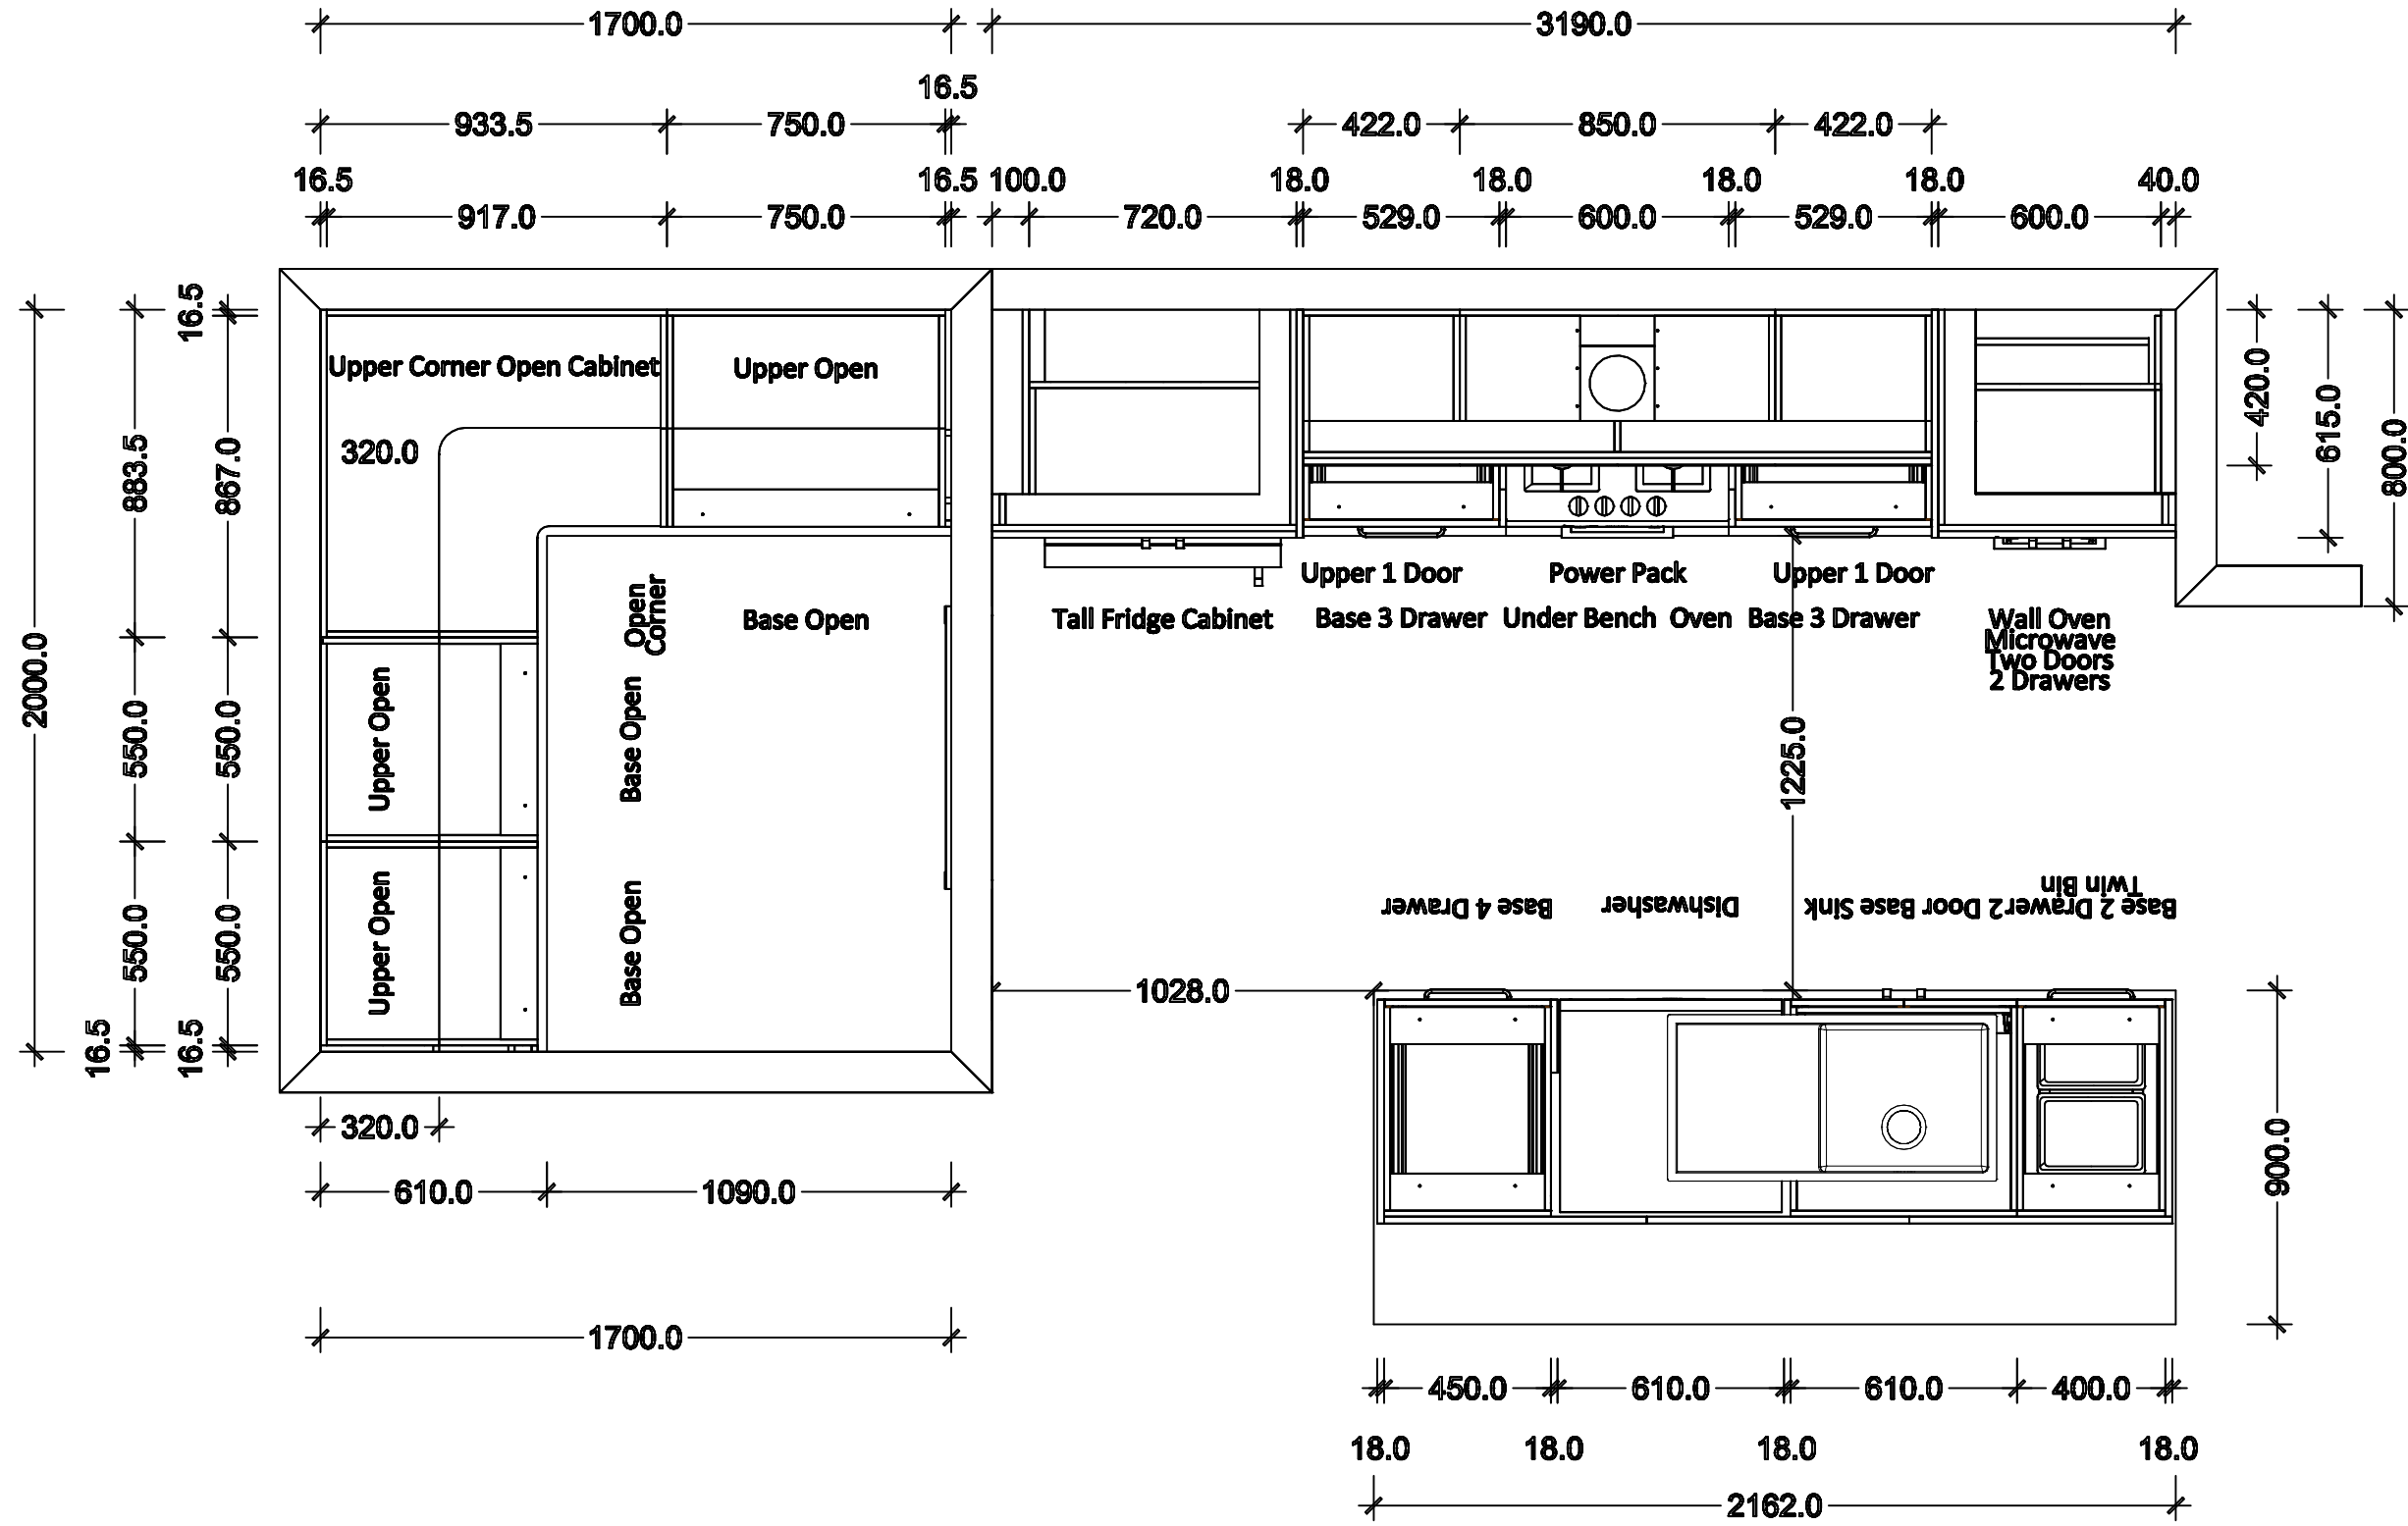 1700.0 3190.0
16.5
933.5 750.0 422.0 850.0 422.0
16.5 16.5 100.0 18.0 18.0 18.0 18.0 40.0
917.0 750.0 720.0 529.0 600.0 529.0 600.0
2000.0
883.5
550.0
550.0
16.5
16.5
867.0
550.0
550.0
16.5
Upper Corner Open Cabinet
Upper Open
320.0
Open
Corner
Base Open
Upper Open
Base Open
Upper Open
Base Open
420.0
615.0
800.0
Upper 1 Door Power Pack Upper 1 Door
Tall Fridge Cabinet Base 3 Drawer Under Bench Oven Base 3 Drawer
Wall Oven
Microwave
Two Doors
2 Drawers
1225.0
Base 4 Drawer
Dishwasher
2 Door Base Sink
Base 2 Drawer
Twin Bin
1028.0
900.0
320.0
610.0 1090.0
1700.0
450.0 610.0 610.0 400.0
18.0 18.0 18.0 18.0
2162.0